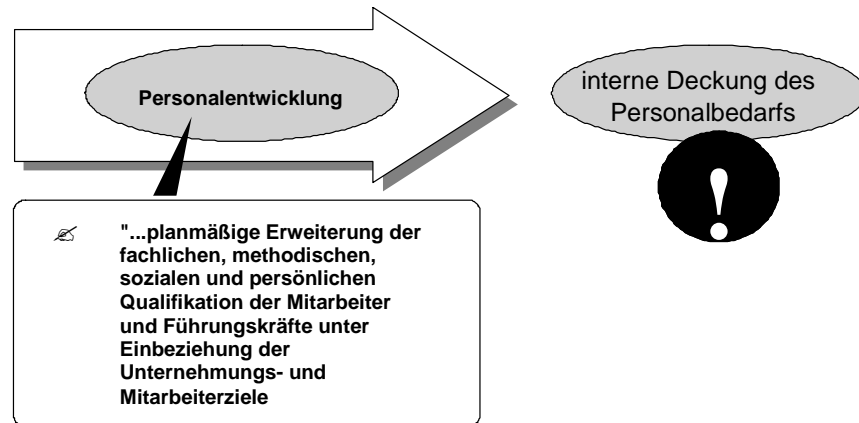 Personalentwicklung
interne Deckung des
Personalbedarfs
!
"...planmäßige Erweiterung der
fachlichen, methodischen,
sozialen und persönlichen
Qualifikation der Mitarbeiter
und Führungskräfte unter
Einbeziehung der
Unternehmungs- und
Mitarbeiterziele